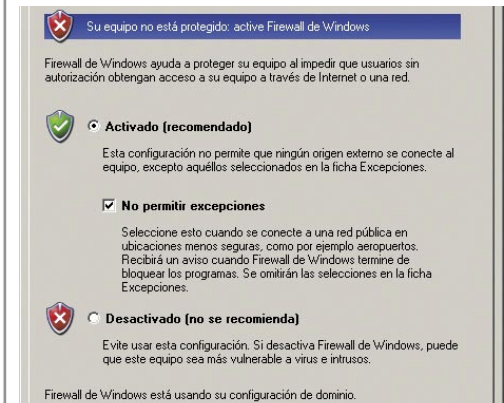 Su equipo no está protegido: active Firewall de Windows
Firewall de Windows ayuda a proteger su equipo al impedir que usuarios sin
autorización obtengan acceso a su equipo a través de Internet o una red.
Activado (recomendado)
Esta configuración no permite que ningún origen externo se conecte al
equipo, excepto aquéllos seleccionados en la ficha Excepciones.
No permitir excepciones
Seleccione esto cuando se conecte a una red pública en
ubicaciones menos seguras, como por ejemplo aeropuertos.
Recibirá un aviso cuando Firewall de Windows termine de
bloquear los programas. Se omitirán las selecciones en la ficha
Excepciones.
Desactivado (no se recomienda)
Evite usar esta configuración. Si desactiva Firewall de Windows, puede
que este equipo sea más vulnerable a virus e intrusos.
Firewall de Windows está usando su configuración de dominio.